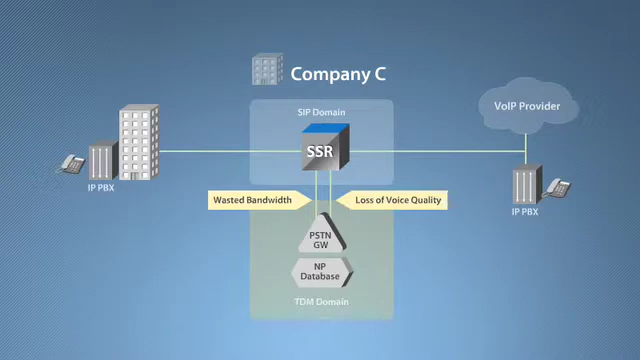 Company C
SIP Domain
VoIP Provider
SSR
IP PBX
Wasted Bandwidth
Loss of Voice Quality
IP PBX
PSTN
GW
NP
Database
TDM Domain